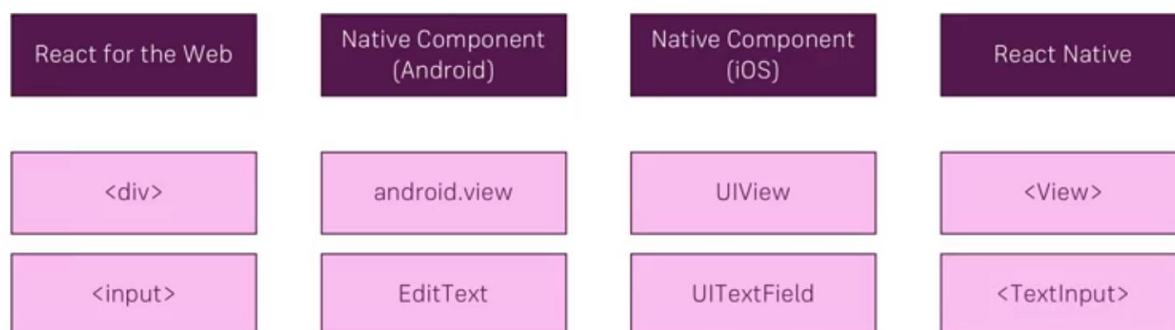 React for the Web
Native Component
(Android)
Native Component
(iOS)
React Native
<div>
android.view
UIView
<View>
<input>
EditText
UITextField
<TextInput>